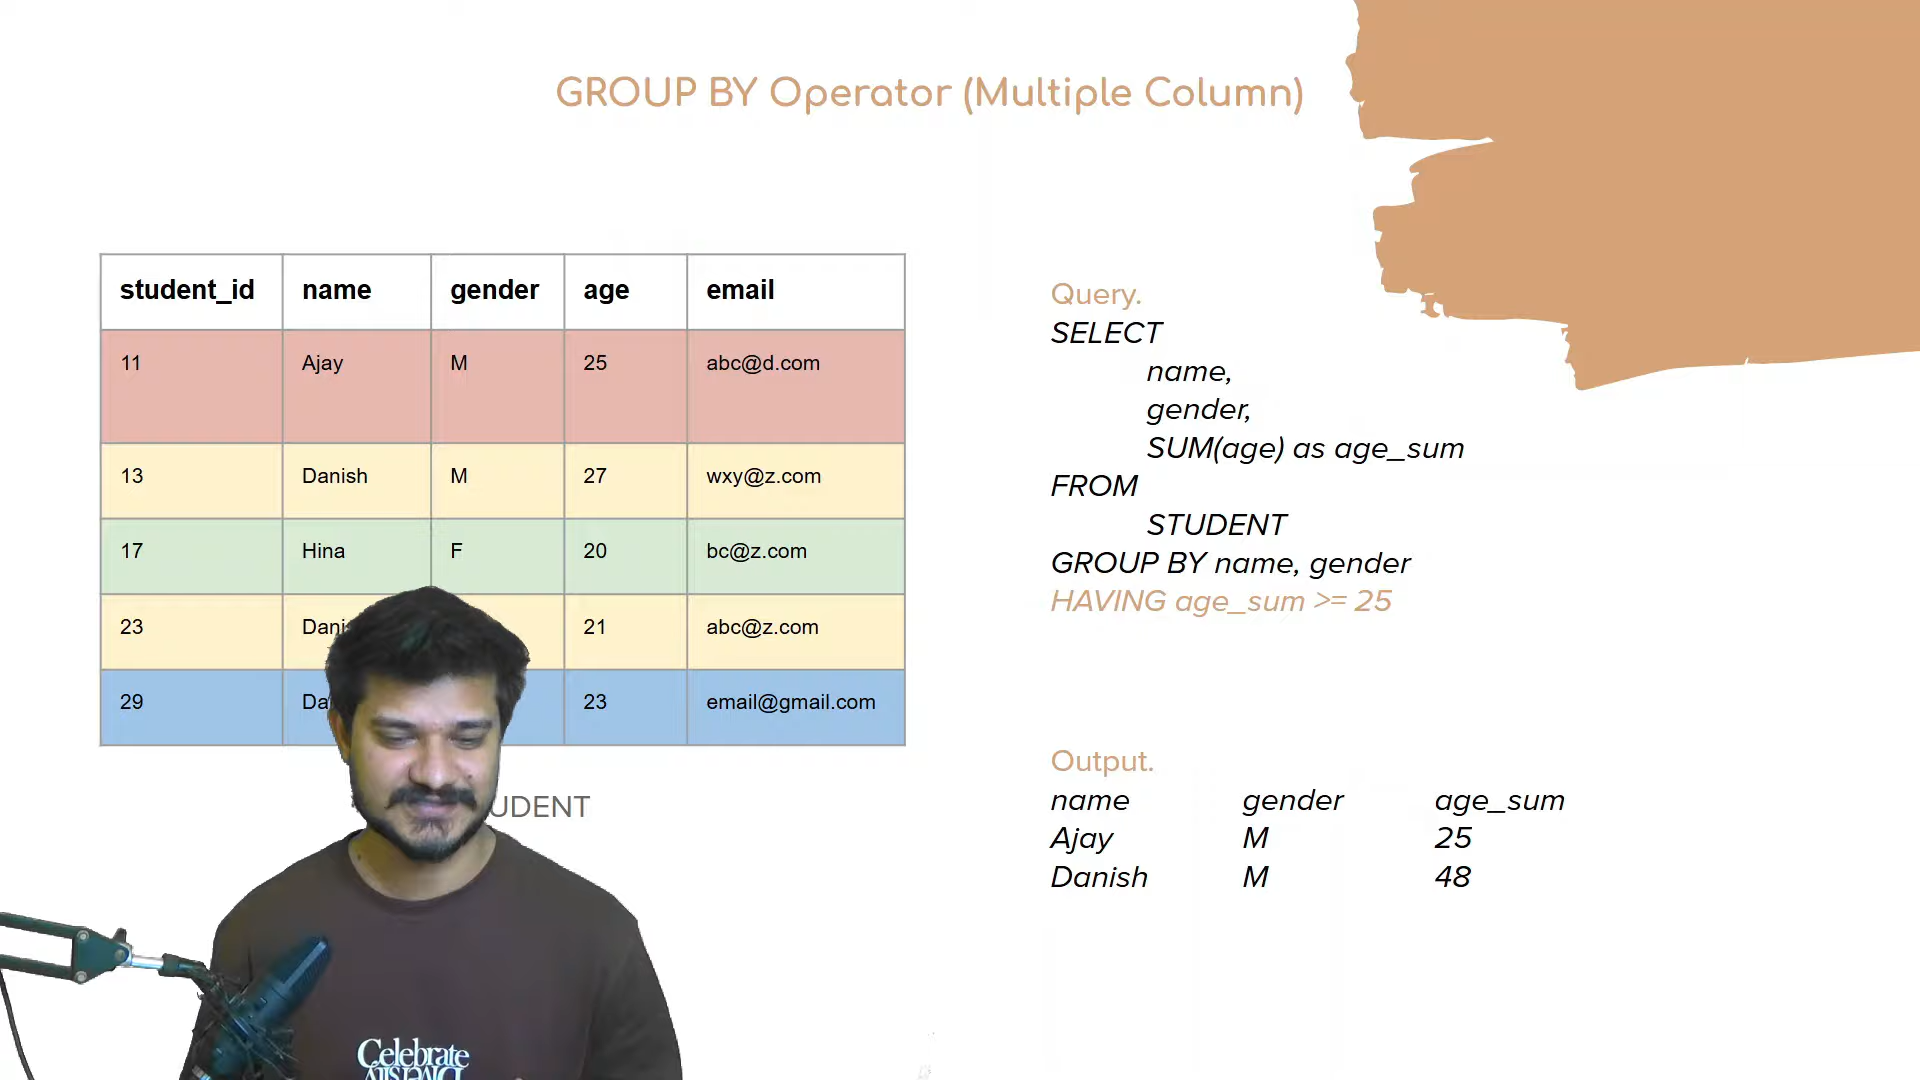 GROUP BY Operator (Multiple Column)
student_id name gender age email
11 Ajay M 25 abc@d.com
13 Danish M 27 wxy@z.com
17 Hina F 20 bc@z.com
23 21 abc@z.com
29 23 email@gmail.com
UDENT
Query.
SELECT
name,
gender,
SUM(age) as age_sum
FROM
STUDENT
GROUP BY name, gender
HAVING age_sum >= 25
Output.
name gender age_sum
Ajay M 25
Danish M 48
Celebrate